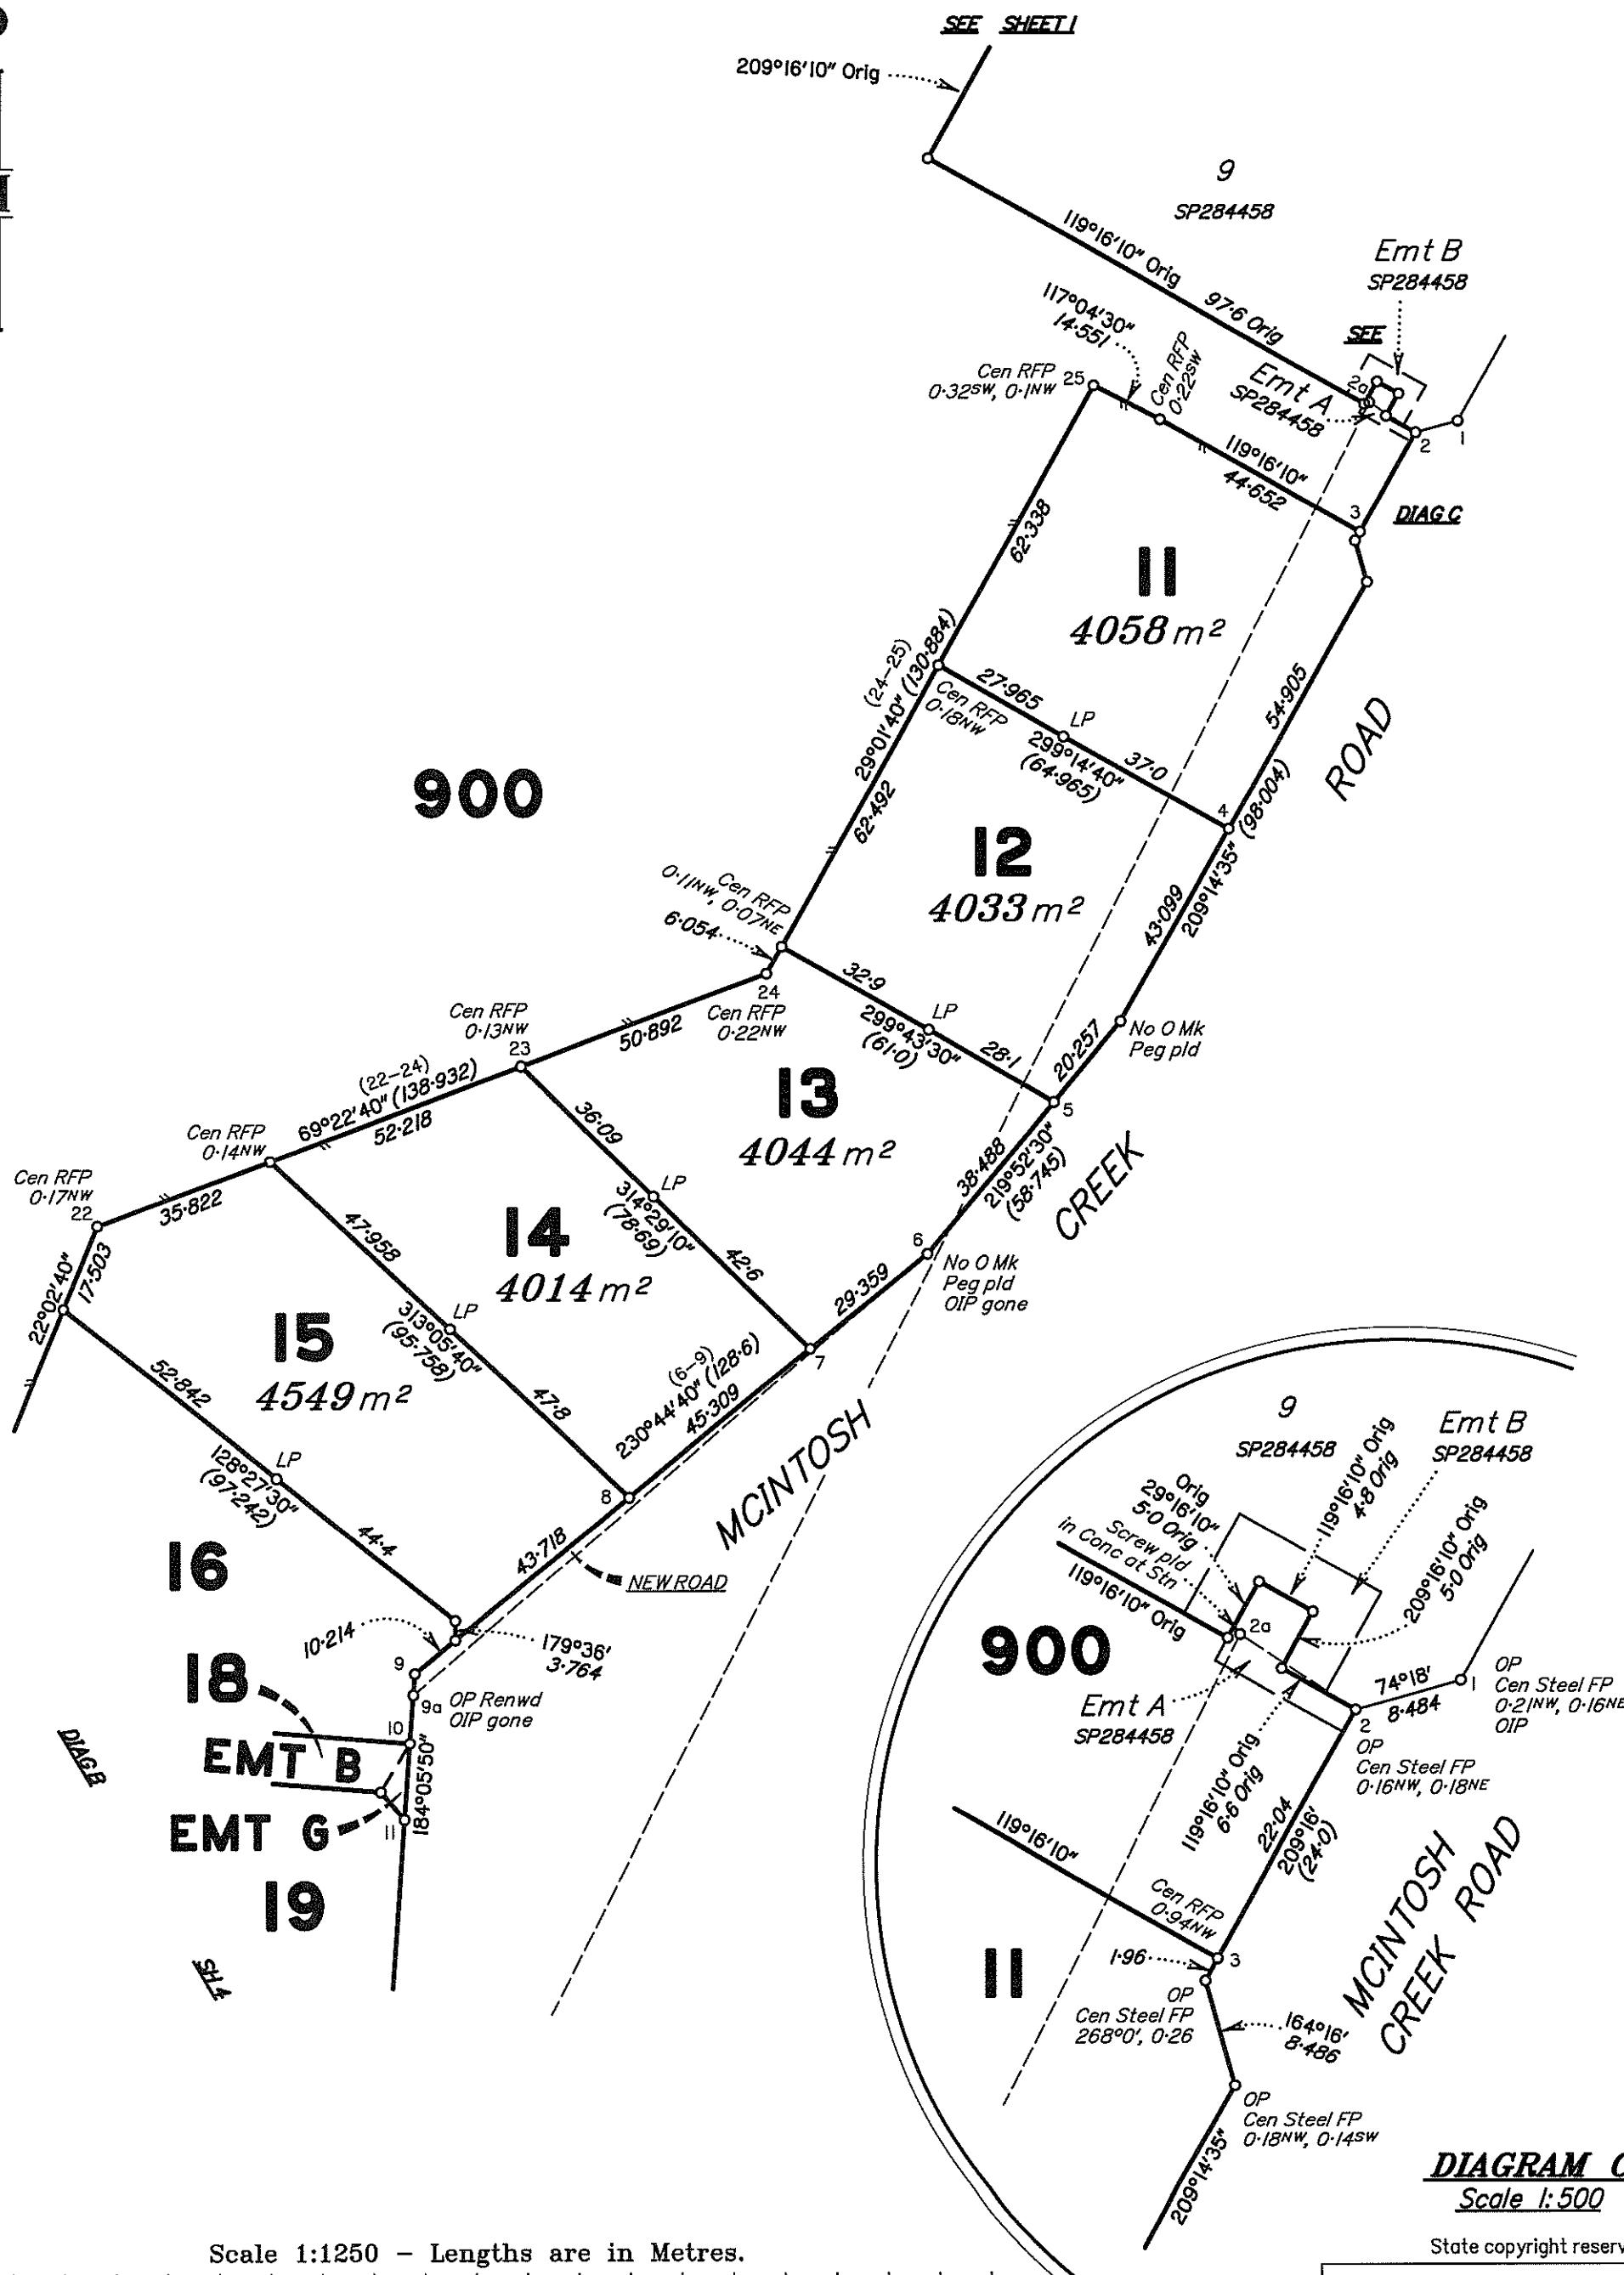 SEE SHEET 1
209°16'10" Orig
9
SP284458
119°16'10" Orig
97·6 Orig
Emt B
SP284458
SEE
117°04'30"
14·551
Cen RFP
0·22SW
Cen RFP
0·32SW, 0·1NW
25
Emt A
SP284458
2a
2
1
119°16'10"
44·652
3
DIAG C
62·338
11
4058 m²
54·905
ROAD
(24-25)
29°01'40" (130·884)
Cen RFP
0·18NW
27·965
LP
299°14'40"
(64·965)
37·0
4
900
62·492
12
4033 m²
43·099
209°14'35" (98·004)
Cen RFP
0·11NW, 0·07NE
6·054
32·9
LP
299°43'30"
(61·0)
28·1
20·257
No O Mk
Peg pld
5
24
Cen RFP
0·22NW
Cen RFP
0·13NW
23
50·892
(22-24)
69°22'40" (138·932)
52·218
13
4044 m²
38·488
219°52'30"
(58·745)
CREEK
36·09
LP
314°29'10"
(78·69)
42·6
Cen RFP
0·14NW
Cen RFP
0·17NW
22
35·822
22°02'40"
17·503
14
4014 m²
47·958
LP
313°05'40"
(95·758)
47·8
6
No O Mk
Peg pld
OIP gone
29·359
7
15
4549 m²
(6-9)
230°44'40" (128·6)
45·309
MCINTOSH
52·842
LP
128°27'30"
(97·242)
44·4
8
43·718
NEW ROAD
16
10·214
179°36'
3·764
9
9a
OP Renwd
OIP gone
18
10
EMT B
184°05'50"
EMT G
11
19
DIAG B
SH 4
9
SP284458
Emt B
SP284458
Orig
29°16'10"
5·0 Orig
Screw pld
in Conc at Stn
119°16'10" Orig
4·8 Orig
209°16'10" Orig
5·0 Orig
119°16'10" Orig
2a
900
Emt A
SP284458
74°18'
8·484
1
OP
Cen Steel FP
0·21NW, 0·16NE
OIP
2
OP
Cen Steel FP
0·16NW, 0·18NE
119°16'10" Orig
6·6 Orig
22·04
209°16'
(24·0)
119°16'10"
Cen RFP
0·94NW
3
1·96
11
OP
Cen Steel FP
268°0', 0·26
164°16'
8·486
MCINTOSH
CREEK ROAD
OP
Cen Steel FP
0·18NW, 0·14SW
209°14'35"
DIAGRAM C
Scale 1:500
State copyright reserv
Scale 1:1250 – Lengths are in Metres.